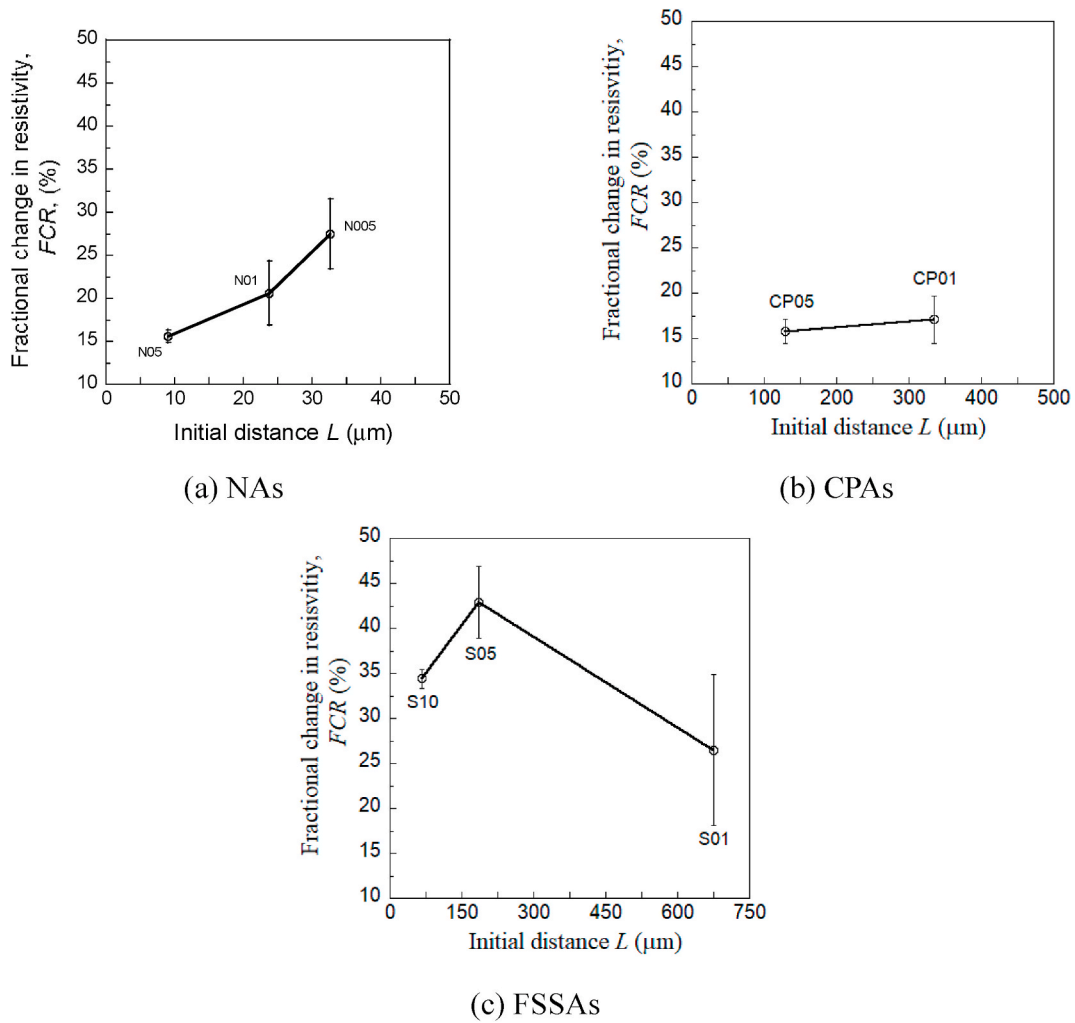 50
45
40
35
30
25
20
15
10
Fractional change in resistivity,
FCR, (%)
N005
N01
N05
0 10 20 30 40 50
Initial distance L (μm)
(a) NAs
50
45
40
35
30
25
20
15
10
Fractional change in resisvitiy,
FCR (%)
CP05
CP01
0 100 200 300 400 500
Initial distance L (μm)
(b) CPAs
50
45
40
35
30
25
20
15
10
Fractional change in resisvitiy,
FCR (%)
S05
S10
S01
0 150 300 450 600 750
Initial distance L (μm)
(c) FSSAs